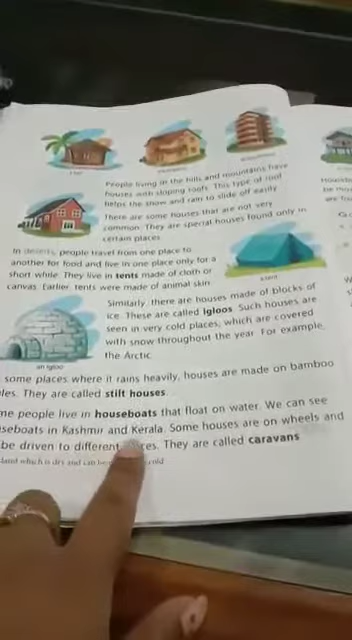 People living in the hills and mountains have
houses with sloping roofs. This type of roof
helps the snow and rain to slide off easily.
There are some houses that are not very
common. They are special houses found only in
certain places.
In deserts, people travel from one place to
another for food and live in one place only for a
short while. They live in tents made of cloth or
canvas. Earlier, tents were made of animal skin.
a tent
Similarly, there are houses made of blocks of
ice. These are called igloos. Such houses are
seen in very cold places, which are covered
with snow throughout the year. For example,
the Arctic.
an igloo
some places where it rains heavily, houses are made on bamboo
les. They are called stilt houses.
me people live in houseboats that float on water. We can see
useboats in Kashmir and Kerala. Some houses are on wheels and
be driven to different places. They are called caravans
land which is dry and can be cold